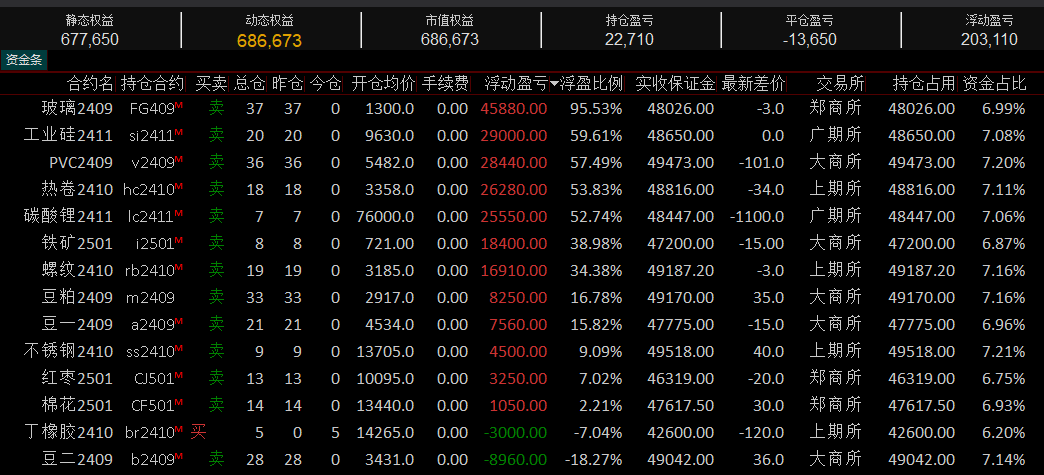 静态权益 动态权益 市值权益 持仓盈亏 平仓盈亏 浮动盈亏
677,650 686,673 686,673 22,710 -13,650 203,110
资金条
合约名 持仓合约 买卖 总仓 昨仓 今仓 开仓均价 手续费 浮动盈亏 浮盈比例 实收保证金 最新差价 交易所 持仓占用 资金占比
玻璃2409 FG409M 卖 37 37 0 1300.0 0.00 45880.00 95.53% 48026.00 -3.0 郑商所 48026.00 6.99%
工业硅2411 si2411M 卖 20 20 0 9630.0 0.00 29000.00 59.61% 48650.00 0.0 广期所 48650.00 7.08%
PVC2409 v2409M 卖 36 36 0 5482.0 0.00 28440.00 57.49% 49473.00 -101.0 大商所 49473.00 7.20%
热卷2410 hc2410M 卖 18 18 0 3358.0 0.00 26280.00 53.83% 48816.00 -34.0 上期所 48816.00 7.11%
碳酸锂2411 lc2411M 卖 7 7 0 76000.0 0.00 25550.00 52.74% 48447.00 -1100.0 广期所 48447.00 7.06%
铁矿2501 i2501M 卖 8 8 0 721.00 0.00 18400.00 38.98% 47200.00 -15.00 大商所 47200.00 6.87%
螺纹2410 rb2410M 卖 19 19 0 3185.0 0.00 16910.00 34.38% 49187.20 -3.0 上期所 49187.20 7.16%
豆粕2409 m2409 卖 33 33 0 2917.0 0.00 8250.00 16.78% 49170.00 35.0 大商所 49170.00 7.16%
豆一2409 a2409M 卖 21 21 0 4534.0 0.00 7560.00 15.82% 47775.00 -15.0 大商所 47775.00 6.96%
不锈钢2410 ss2410M 卖 9 9 0 13705.0 0.00 4500.00 9.09% 49518.00 40.0 上期所 49518.00 7.21%
红枣2501 CJ501M 卖 13 13 0 10095.0 0.00 3250.00 7.02% 46319.00 -20.0 郑商所 46319.00 6.75%
棉花2501 CF501M 卖 14 14 0 13440.0 0.00 1050.00 2.21% 47617.50 30.0 郑商所 47617.50 6.93%
丁橡胶2410 br2410M 买 5 0 5 14265.0 0.00 -3000.00 -7.04% 42600.00 -120.0 上期所 42600.00 6.20%
豆二2409 b2409M 卖 28 28 0 3431.0 0.00 -8960.00 -18.27% 49042.00 36.0 大商所 49042.00 7.14%